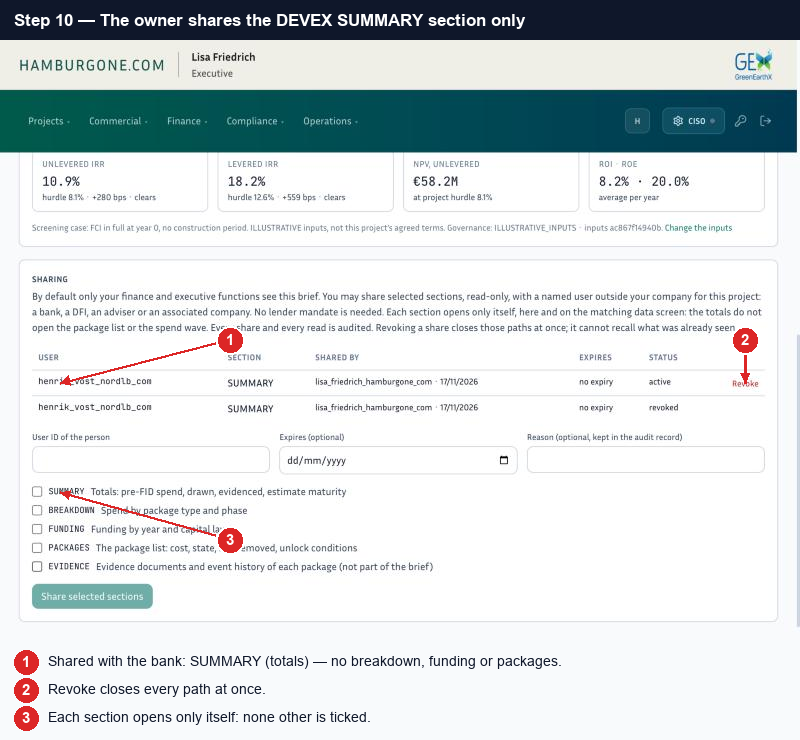 Step 10 — The owner shares the DEVEX SUMMARY section only
HAMBURGONE.COM
Lisa Friedrich
Executive
GEX
GreenEarthX
Projects
Commercial
Finance
Compliance
Operations
H
CISO
UNLEVERED IRR
10.9%
hurdle 8.1% · +280 bps · clears
LEVERED IRR
18.2%
hurdle 12.6% · +559 bps · clears
NPV, UNLEVERED
€58.2M
at project hurdle 8.1%
ROI · ROE
8.2% · 20.0%
average per year
Screening case: FCI in full at year 0, no construction period. ILLUSTRATIVE inputs, not this project's agreed terms. Governance: ILLUSTRATIVE_INPUTS · inputs ac867f14940b. Change the inputs
SHARING
By default only your finance and executive functions see this brief. You may share selected sections, read-only, with a named user outside your company for this project:
a bank, a DFI, an adviser or an associated company. No lender mandate is needed. Each section opens only itself, here and on the matching data screen: the totals do not
open the package list or the spend wave. Every share and every read is audited. Revoking a share closes those paths at once; it cannot recall what was already seen.
1
2
USER SECTION SHARED BY EXPIRES STATUS
henrik_vost_nordlb_com SUMMARY lisa_friedrich_hamburgone_com · 17/11/2026 no expiry active Revoke
henrik_vost_nordlb_com SUMMARY lisa_friedrich_hamburgone_com · 17/11/2026 no expiry revoked
User ID of the person
Expires (optional)
Reason (optional, kept in the audit record)
dd/mm/yyyy
SUMMARY Totals: pre-FID spend, drawn, evidenced, estimate maturity
BREAKDOWN Spend by package type and phase
FUNDING Funding by year and capital
PACKAGES The package list: cost, state, unlock conditions
3
EVIDENCE Evidence documents and event history of each package (not part of the brief)
Share selected sections
1 Shared with the bank: SUMMARY (totals) — no breakdown, funding or packages.
2 Revoke closes every path at once.
3 Each section opens only itself: none other is ticked.